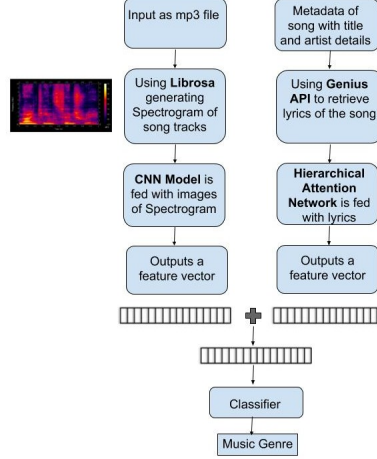 Input as mp3 file
Using Librosa
generating
Spectrogram of
song tracks
CNN Model is
fed with images
of Spectrogram
Outputs a
feature vector
Metadata of
song with title
and artist details
Using Genius
API to retrieve
lyrics of the song
Hierarchical
Attention
Network is fed
with lyrics
Outputs a
feature vector
Classifier
Music Genre